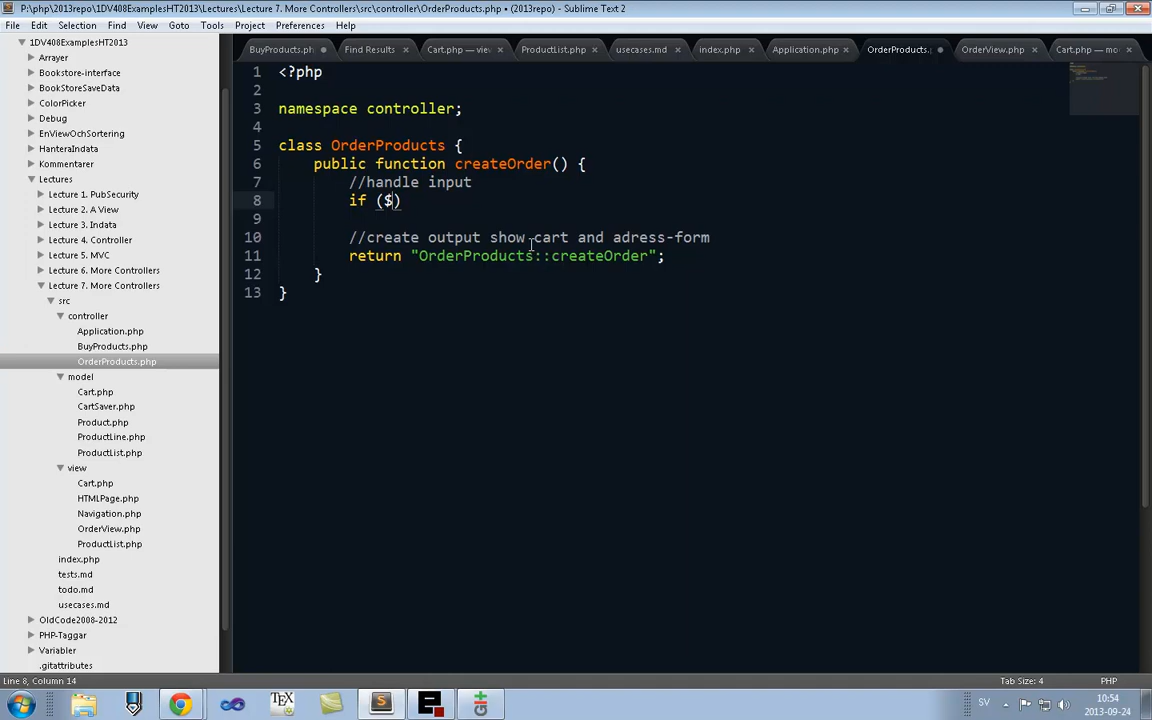 P:\php\2013repo\1DV408ExamplesHT2013\Lectures\Lecture 7. More Controllers\src\controller\OrderProducts.php • (2013repo) - Sublime Text 2
File Edit Selection Find View Goto Tools Project Preferences Help
1DV408ExamplesHT2013
Arrayer
Bookstore-interface
BookStoreSaveData
ColorPicker
Debug
EnViewOchSortering
HanteraIndata
Kommentarer
Lectures
Lecture 1. PubSecurity
Lecture 2. A View
Lecture 3. Indata
Lecture 4. Controller
Lecture 5. MVC
Lecture 6. More Controllers
Lecture 7. More Controllers
src
controller
Application.php
BuyProducts.php
OrderProducts.php
model
Cart.php
CartSaver.php
Product.php
ProductLine.php
ProductList.php
view
Cart.php
HTMLPage.php
Navigation.php
OrderView.php
ProductList.php
index.php
tests.md
todo.md
usecases.md
OldCode2008-2012
PHP-Taggar
Variabler
.gitattributes
BuyProducts.ph Find Results Cart.php — viev ProductList.php usecases.md index.php Application.php OrderProducts. OrderView.php Cart.php — mo
1 <?php
2
3 namespace controller;
4
5 class OrderProducts {
6 public function createOrder() {
7 //handle input
8 if ($)
9
10 //create output show cart and adress-form
11 return "OrderProducts::createOrder";
12 }
13 }
Line 8, Column 14 Tab Size: 4 PHP
SV 10:54
2013-09-24